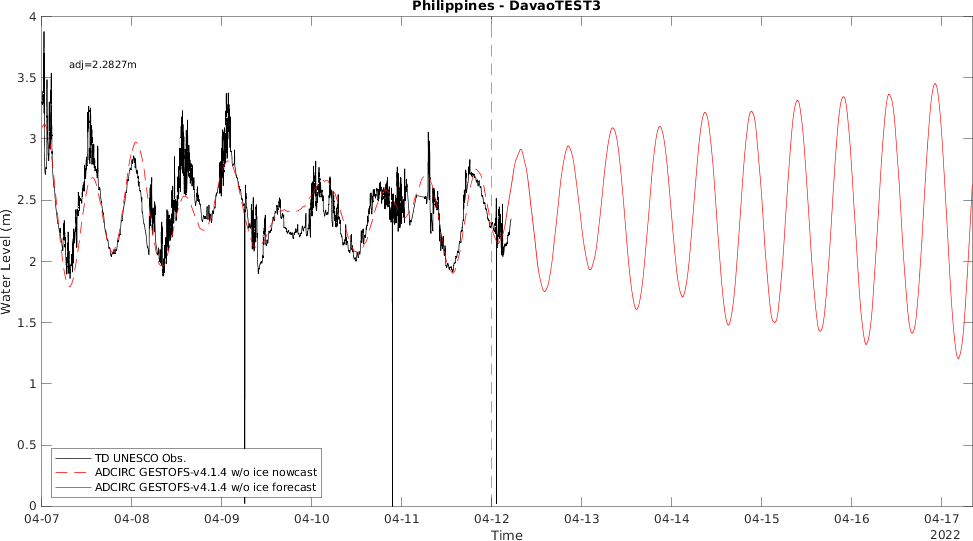 Philippines - DavaoTEST3
adj=2.2827m
4
3.5
3
2.5
2
1.5
1
0.5
0
Water Level (m)
TD UNESCO Obs.
ADCIRC GESTOFS-v4.1.4 w/o ice nowcast
ADCIRC GESTOFS-v4.1.4 w/o ice forecast
04-07 04-08 04-09 04-10 04-11 04-12 04-13 04-14 04-15 04-16 04-17
Time
2022